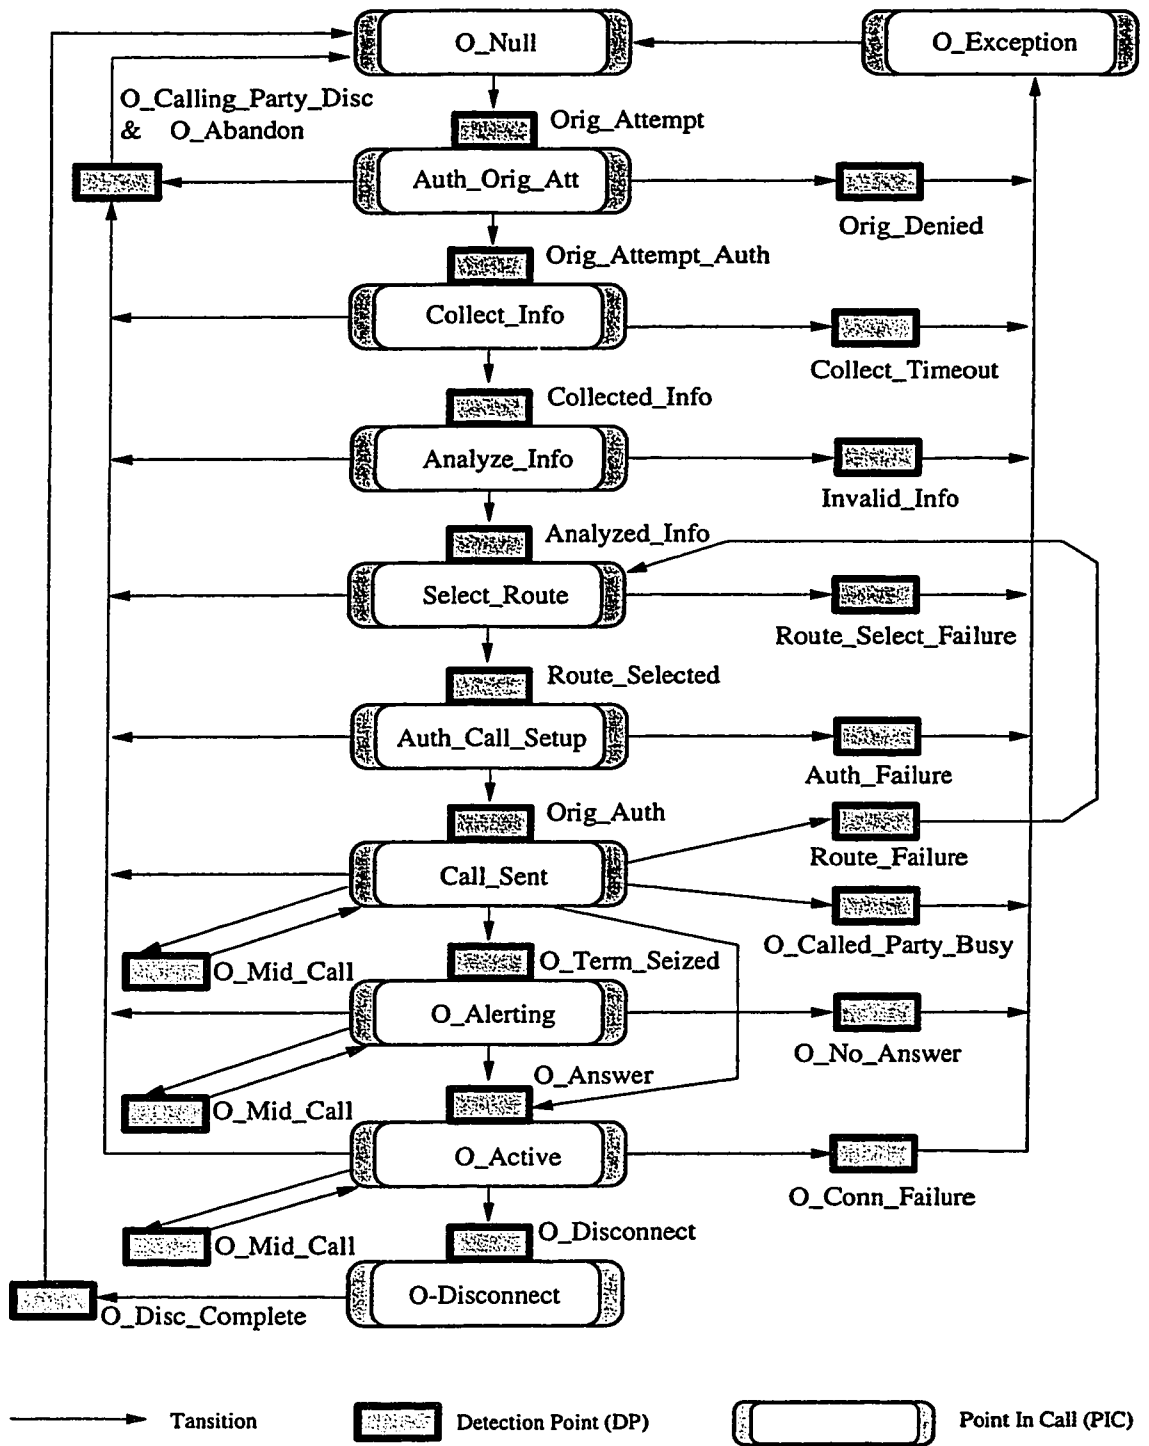 O_Null
O_Exception
O_Calling_Party_Disc
& O_Abandon
Orig_Attempt
Auth_Orig_Att
Orig_Denied
Orig_Attempt_Auth
Collect_Info
Collect_Timeout
Collected_Info
Analyze_Info
Invalid_Info
Analyzed_Info
Select_Route
Route_Select_Failure
Route_Selected
Auth_Call_Setup
Auth_Failure
Orig_Auth
Route_Failure
Call_Sent
O_Called_Party_Busy
O_Mid_Call
O_Term_Seized
O_Alerting
O_No_Answer
O_Answer
O_Mid_Call
O_Active
O_Conn_Failure
O_Mid_Call
O_Disconnect
O-Disconnect
O_Disc_Complete
Tansition
Detection Point (DP)
Point In Call (PIC)